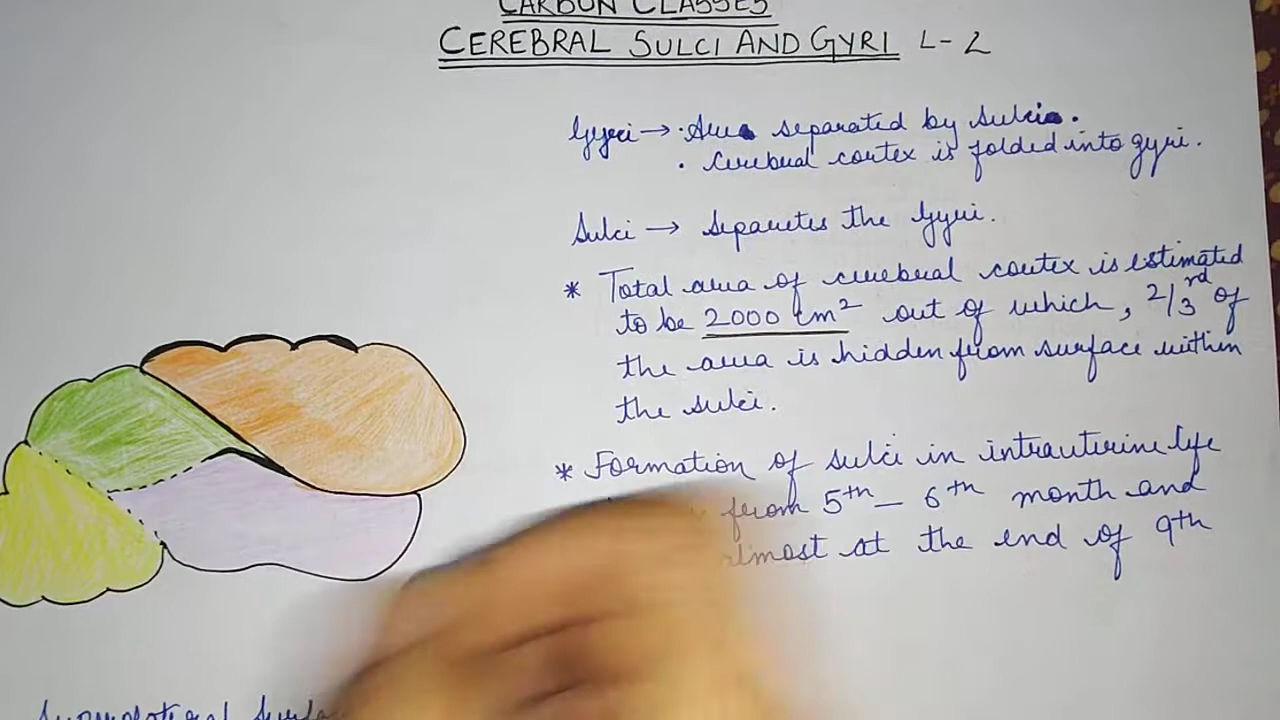 CARBON CLASSES
CEREBRAL SULCI AND GYRI L-2
Gyri → · Area separated by sulci.
· Cerebral cortex is folded into gyri.
Sulci → Separates the Gyri.
* Total area of cerebral cortex is estimated
to be 2000 cm² out of which, 2/3rd of
the area is hidden from surface within
the sulci.
* Formation of sulci in intrauterine life
from 5th – 6th month and
almost at the end of 9th